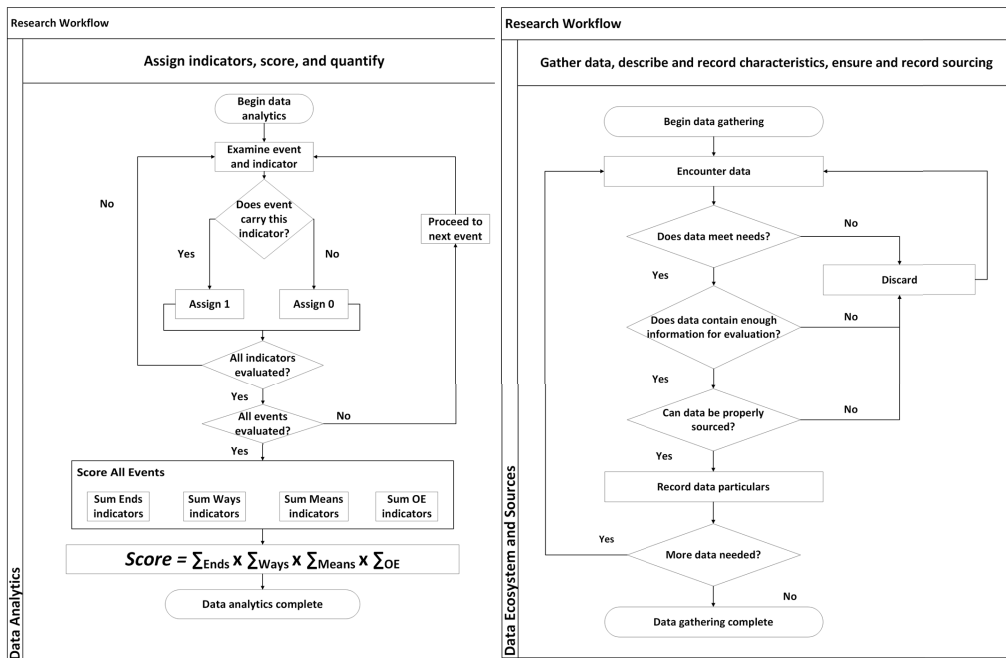 Research Workflow
Assign indicators, score, and quantify
Begin data
analytics
Examine event
and indicator
No
Does event
carry this
indicator?
Proceed to
next event
Yes
No
Assign 1
Assign 0
All indicators
evaluated?
Yes
All events
evaluated?
No
Yes
Score All Events
Sum Ends
indicators
Sum Ways
indicators
Sum Means
indicators
Sum OE
indicators
Score = ∑Ends x ∑Ways x ∑Means x ∑OE
Data analytics complete
Data Analytics
Research Workflow
Gather data, describe and record characteristics, ensure and record sourcing
Begin data gathering
Encounter data
Does data meet needs?
No
Yes
Discard
Does data contain enough
information for evaluation?
No
Yes
Can data be properly
sourced?
No
Yes
Record data particulars
Yes
More data needed?
No
Data gathering complete
Data Ecosystem and Sources